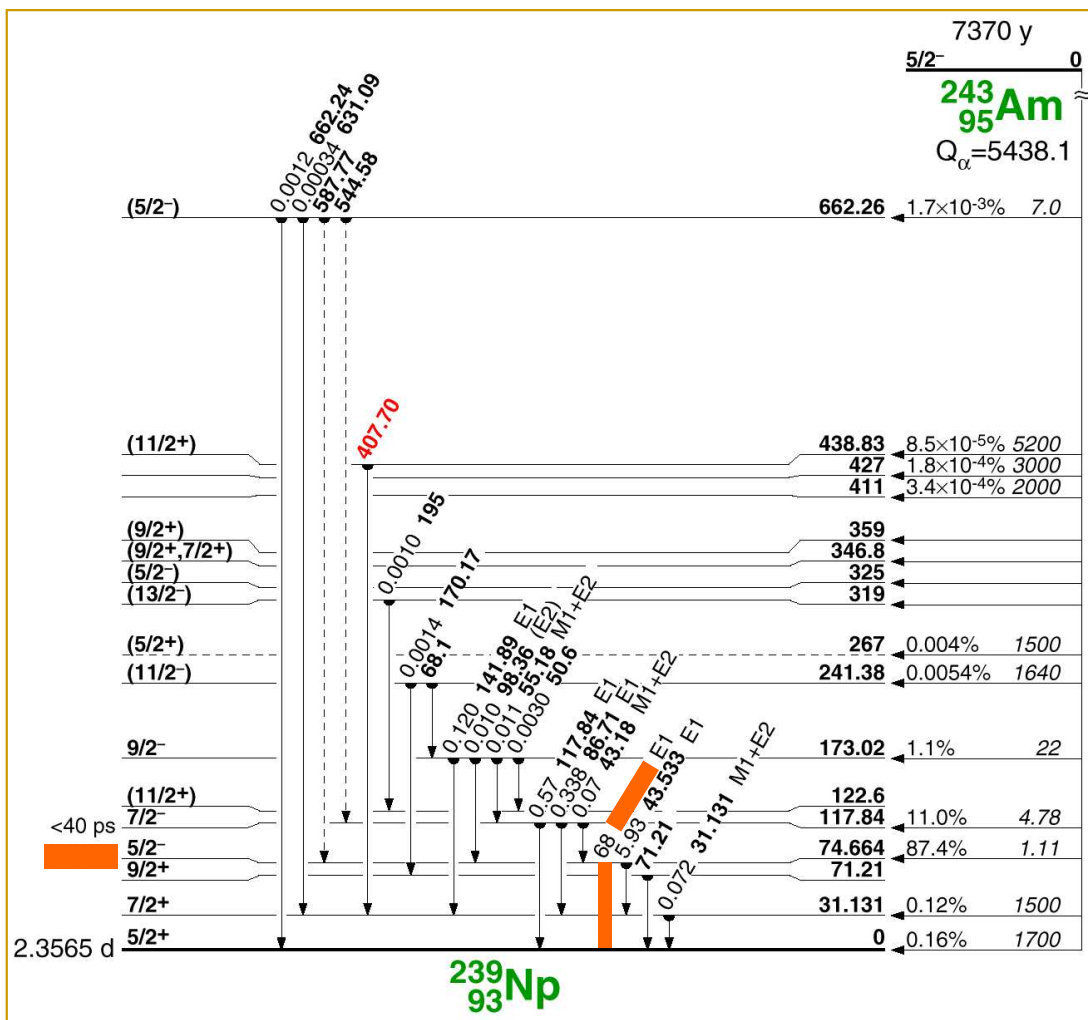 7370 y
5/2⁻ 0
²⁴³₉₅Am
Qα=5438.1
0.0012 662.24
0.00034 631.09
587.77
544.58
(5/2⁻) 662.26 1.7×10⁻³% 7.0
407.70
(11/2+) 438.83 8.5×10⁻⁵% 5200
427 1.8×10⁻⁴% 3000
411 3.4×10⁻⁴% 2000
0.0010 195
(9/2+) 359
(9/2+,7/2+) 346.8
(5/2⁻) 325
(13/2⁻) 319
0.0014 170.17
68.1
(5/2+) 267 0.004% 1500
(11/2⁻) 241.38 0.0054% 1640
0.120 141.89 E1
0.010 98.36 (E2)
0.011 55.18 M1+E2
0.0030 50.6
9/2⁻ 173.02 1.1% 22
0.57 117.84 E1
0.338 86.71 E1
0.07 43.18 M1+E2
(11/2+) 122.6
7/2⁻ 117.84 11.0% 4.78
<40 ps
68 E1
5.93 43.533 E1
71.21
0.072 31.131 M1+E2
5/2⁻ 74.664 87.4% 1.11
9/2+ 71.21
7/2+ 31.131 0.12% 1500
2.3565 d 5/2+ 0 0.16% 1700
²³⁹₉₃Np